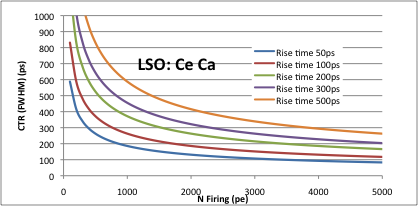 1000
900
800
700
600
500
400
300
200
100
0
CTR (FWHM) (ps)
LSO: Ce Ca
Rise time 50ps
Rise time 100ps
Rise time 200ps
Rise time 300ps
Rise time 500ps
0 1000 2000 3000 4000 5000
N Firing (pe)